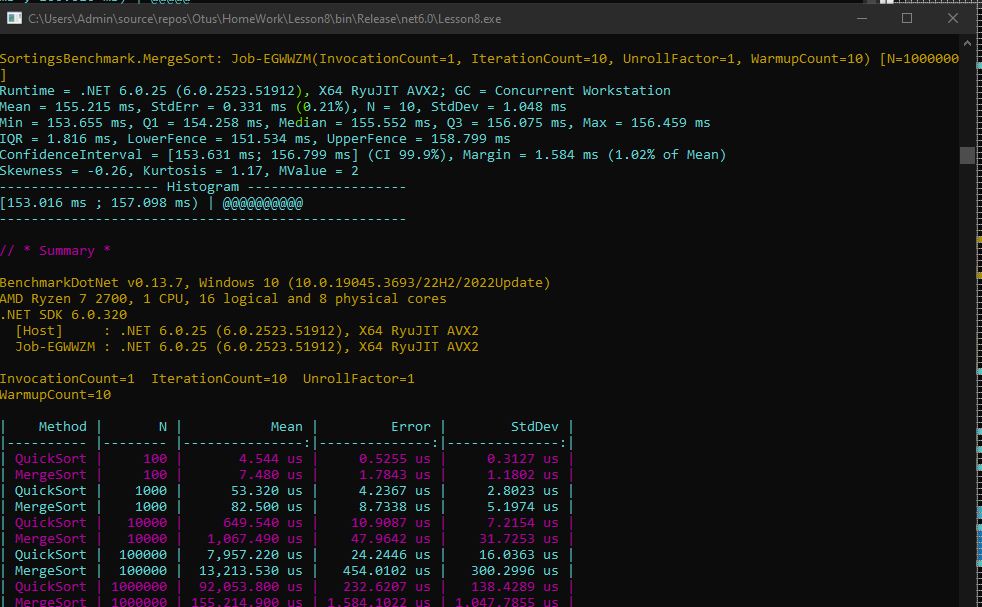 C:\Users\Admin\source\repos\Otus\HomeWork\Lesson8\bin\Release\net6.0\Lesson8.exe
SortingsBenchmark.MergeSort: Job-EGWWZM(InvocationCount=1, IterationCount=10, UnrollFactor=1, WarmupCount=10) [N=1000000
]
Runtime = .NET 6.0.25 (6.0.2523.51912), X64 RyuJIT AVX2; GC = Concurrent Workstation
Mean = 155.215 ms, StdErr = 0.331 ms (0.21%), N = 10, StdDev = 1.048 ms
Min = 153.655 ms, Q1 = 154.258 ms, Median = 155.552 ms, Q3 = 156.075 ms, Max = 156.459 ms
IQR = 1.816 ms, LowerFence = 151.534 ms, UpperFence = 158.799 ms
ConfidenceInterval = [153.631 ms; 156.799 ms] (CI 99.9%), Margin = 1.584 ms (1.02% of Mean)
Skewness = -0.26, Kurtosis = 1.17, MValue = 2
-------------------- Histogram --------------------
[153.016 ms ; 157.098 ms) | @@@@@@@@@@
---------------------------------------------------
// * Summary *
BenchmarkDotNet v0.13.7, Windows 10 (10.0.19045.3693/22H2/2022Update)
AMD Ryzen 7 2700, 1 CPU, 16 logical and 8 physical cores
.NET SDK 6.0.320
[Host]     : .NET 6.0.25 (6.0.2523.51912), X64 RyuJIT AVX2
Job-EGWWZM : .NET 6.0.25 (6.0.2523.51912), X64 RyuJIT AVX2
InvocationCount=1  IterationCount=10  UnrollFactor=1
WarmupCount=10
|    Method |       N |           Mean |         Error |        StdDev |
|---------- |-------- |---------------:|--------------:|--------------:|
| QuickSort |     100 |       4.544 us |     0.5255 us |     0.3127 us |
| MergeSort |     100 |       7.480 us |     1.7843 us |     1.1802 us |
| QuickSort |    1000 |      53.320 us |     4.2367 us |     2.8023 us |
| MergeSort |    1000 |      82.500 us |     8.7338 us |     5.1974 us |
| QuickSort |   10000 |     649.540 us |    10.9087 us |     7.2154 us |
| MergeSort |   10000 |   1,067.490 us |    47.9642 us |    31.7253 us |
| QuickSort |  100000 |   7,957.220 us |    24.2446 us |    16.0363 us |
| MergeSort |  100000 |  13,213.530 us |   454.0102 us |   300.2996 us |
| QuickSort | 1000000 |  92,053.800 us |   232.6207 us |   138.4289 us |
| MergeSort | 1000000 | 155,214.900 us | 1,584.1022 us | 1,047.7855 us |